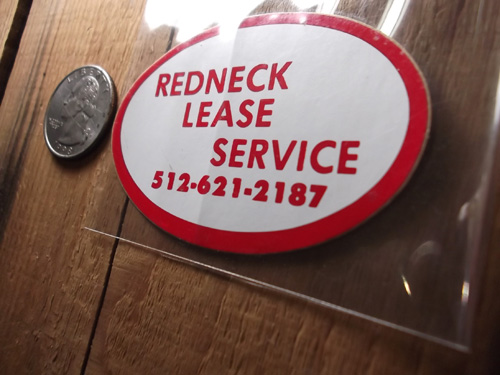 REDNECK
LEASE
SERVICE
512-621-2187